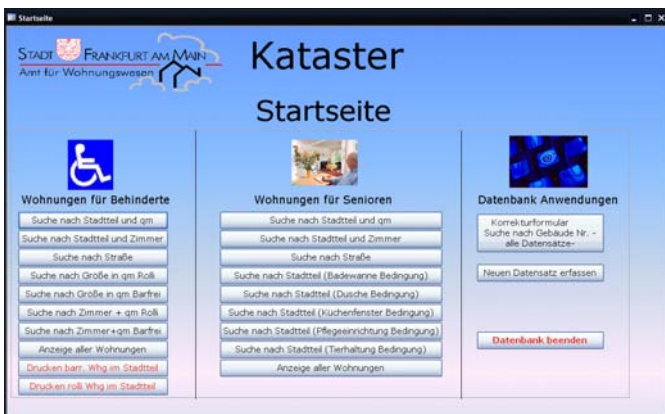 Startseite
STADT FRANKFURT AM MAIN
Amt für Wohnungswesen
Kataster
Startseite
Wohnungen für Behinderte
Suche nach Stadtteil und qm
Suche nach Stadtteil und Zimmer
Suche nach Straße
Suche nach Größe in qm Rolli
Suche nach Größe in qm Barfrei
Suche nach Zimmer + qm Rolli
Suche nach Zimmer+qm Barfrei
Anzeige aller Wohnungen
Drucken barr. Whg im Stadtteil
Drucken rolli Whg im Stadtteil
Wohnungen für Senioren
Suche nach Stadtteil und qm
Suche nach Stadtteil und Zimmer
Suche nach Straße
Suche nach Stadtteil (Badewanne Bedingung)
Suche nach Stadtteil (Dusche Bedingung)
Suche nach Stadtteil (Küchenfenster Bedingung)
Suche nach Stadtteil (Pflegeeinrichtung Bedingung)
Suche nach Stadtteil (Tierhaltung Bedingung)
Anzeige aller Wohnungen
Datenbank Anwendungen
Korrekturformular
Suche nach Gebäude Nr. -
alle Datensätze-
Neuen Datensatz erfassen
Datenbank beenden